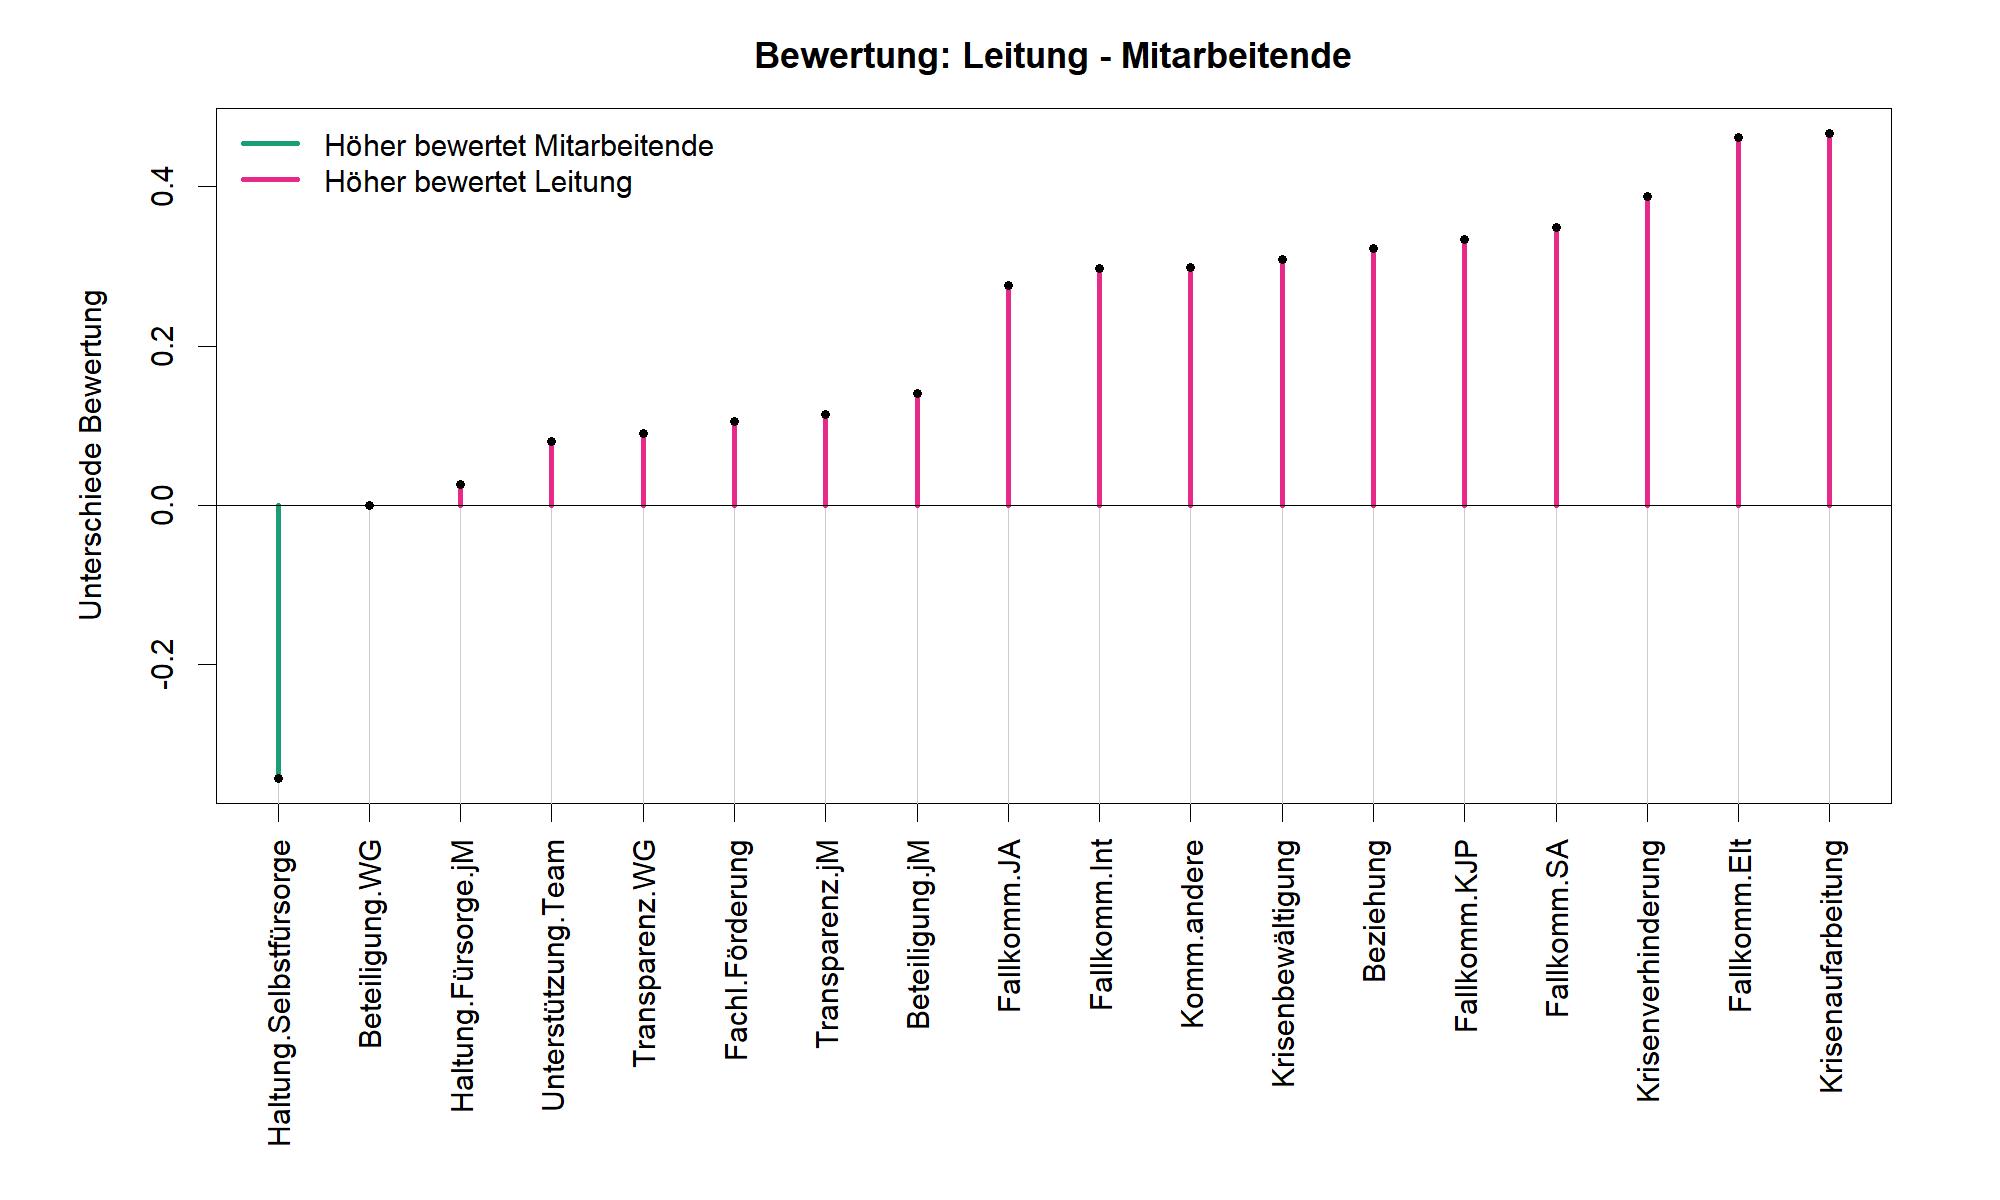 Bewertung: Leitung - Mitarbeitende
Höher bewertet Mitarbeitende
Höher bewertet Leitung
Unterschiede Bewertung
0.4
0.2
0.0
-0.2
Haltung.Selbstfürsorge
Beteiligung.WG
Haltung.Fürsorge.jM
Unterstützung.Team
Transparenz.WG
Fachl.Förderung
Transparenz.jM
Beteiligung.jM
Fallkomm.JA
Fallkomm.Int
Komm.andere
Krisenbewältigung
Beziehung
Fallkomm.KJP
Fallkomm.SA
Krisenverhinderung
Fallkomm.Elt
Krisenaufarbeitung